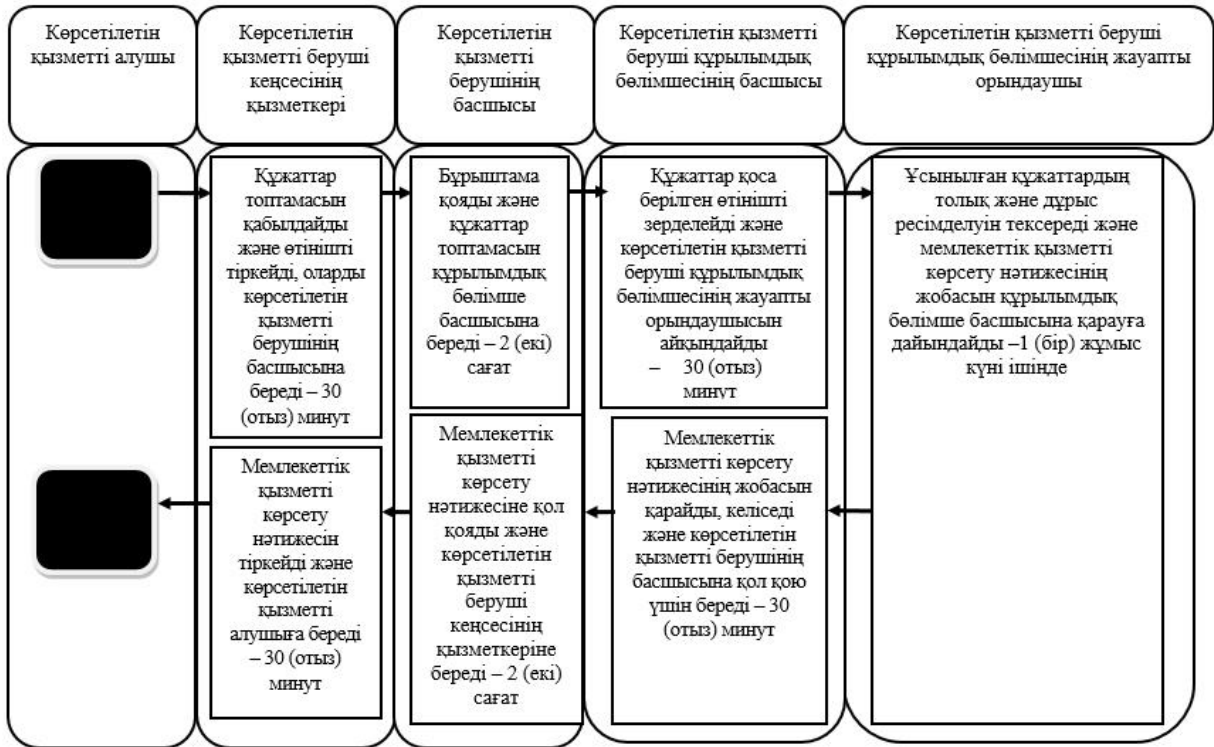 Көрсетілетін
қызметті алушы
Көрсетілетін
қызметті беруші
кеңсесінің
қызметкері
Көрсетілетін
қызметті
берушінің
басшысы
Көрсетілетін қызметті
беруші құрылымдық
бөлімшесінің басшысы
Көрсетілетін қызметті беруші
құрылымдық бөлімшесінің жауапты
орындаушы
Құжаттар
топтамасын
қабылдайды
және өтінішті
тіркейді, оларды
көрсетілетін
қызметті
берушінің
басшысына
береді – 30
(отыз) минут
Бұрыштама
қояды және
құжаттар
топтамасын
құрылымдық
бөлімше
басшысына
береді – 2 (екі)
сағат
Құжаттар қоса
берілген өтінішті
зерделейді және
көрсетілетін қызметті
беруші құрылымдық
бөлімшесінің жауапты
орындаушысын
айқындайды
– 30 (отыз)
минут
Ұсынылған құжаттардың
толық және дұрыс
ресімделуін тексереді және
мемлекеттік қызметті
көрсету нәтижесінің
жобасын құрылымдық
бөлімше басшысына қарауға
дайындайды –1 (бір) жұмыс
күні ішінде
Мемлекеттік
қызметті
көрсету
нәтижесін
тіркейді және
көрсетілетін
қызметті
алушыға береді
– 30 (отыз)
минут
Мемлекеттік
қызметті
көрсету
нәтижесіне қол
қояды және
көрсетілетін
қызметті
беруші
кеңсесінің
қызметкеріне
береді – 2 (екі)
сағат
Мемлекеттік
қызметті көрсету
нәтижесінің жобасын
қарайды, келіседі
және көрсетілетін
қызметті берушінің
басшысына қол қою
үшін береді – 30
(отыз) минут